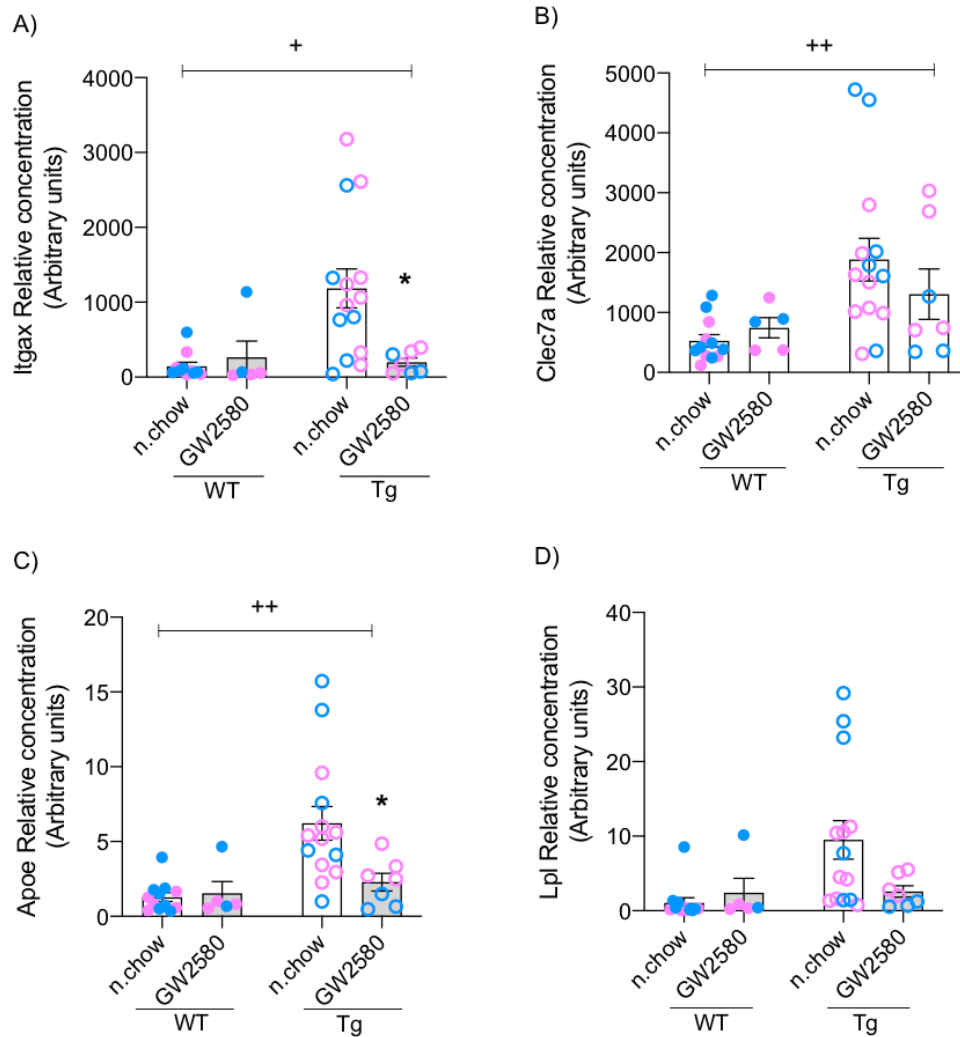 A)
+
Itgax Relative concentration
(Arbitrary units)
4000
3000
2000
1000
0
*
n.chow
GW2580
n.chow
GW2580
WT
Tg
B)
++
Clec7a Relative concentration
(Arbitrary units)
5000
4000
3000
2000
1000
0
n.chow
GW2580
n.chow
GW2580
WT
Tg
C)
++
Apoe Relative concentration
(Arbitrary units)
20
15
10
5
0
*
n.chow
GW2580
n.chow
GW2580
WT
Tg
D)
Lpl Relative concentration
(Arbitrary units)
40
30
20
10
0
n.chow
GW2580
n.chow
GW2580
WT
Tg